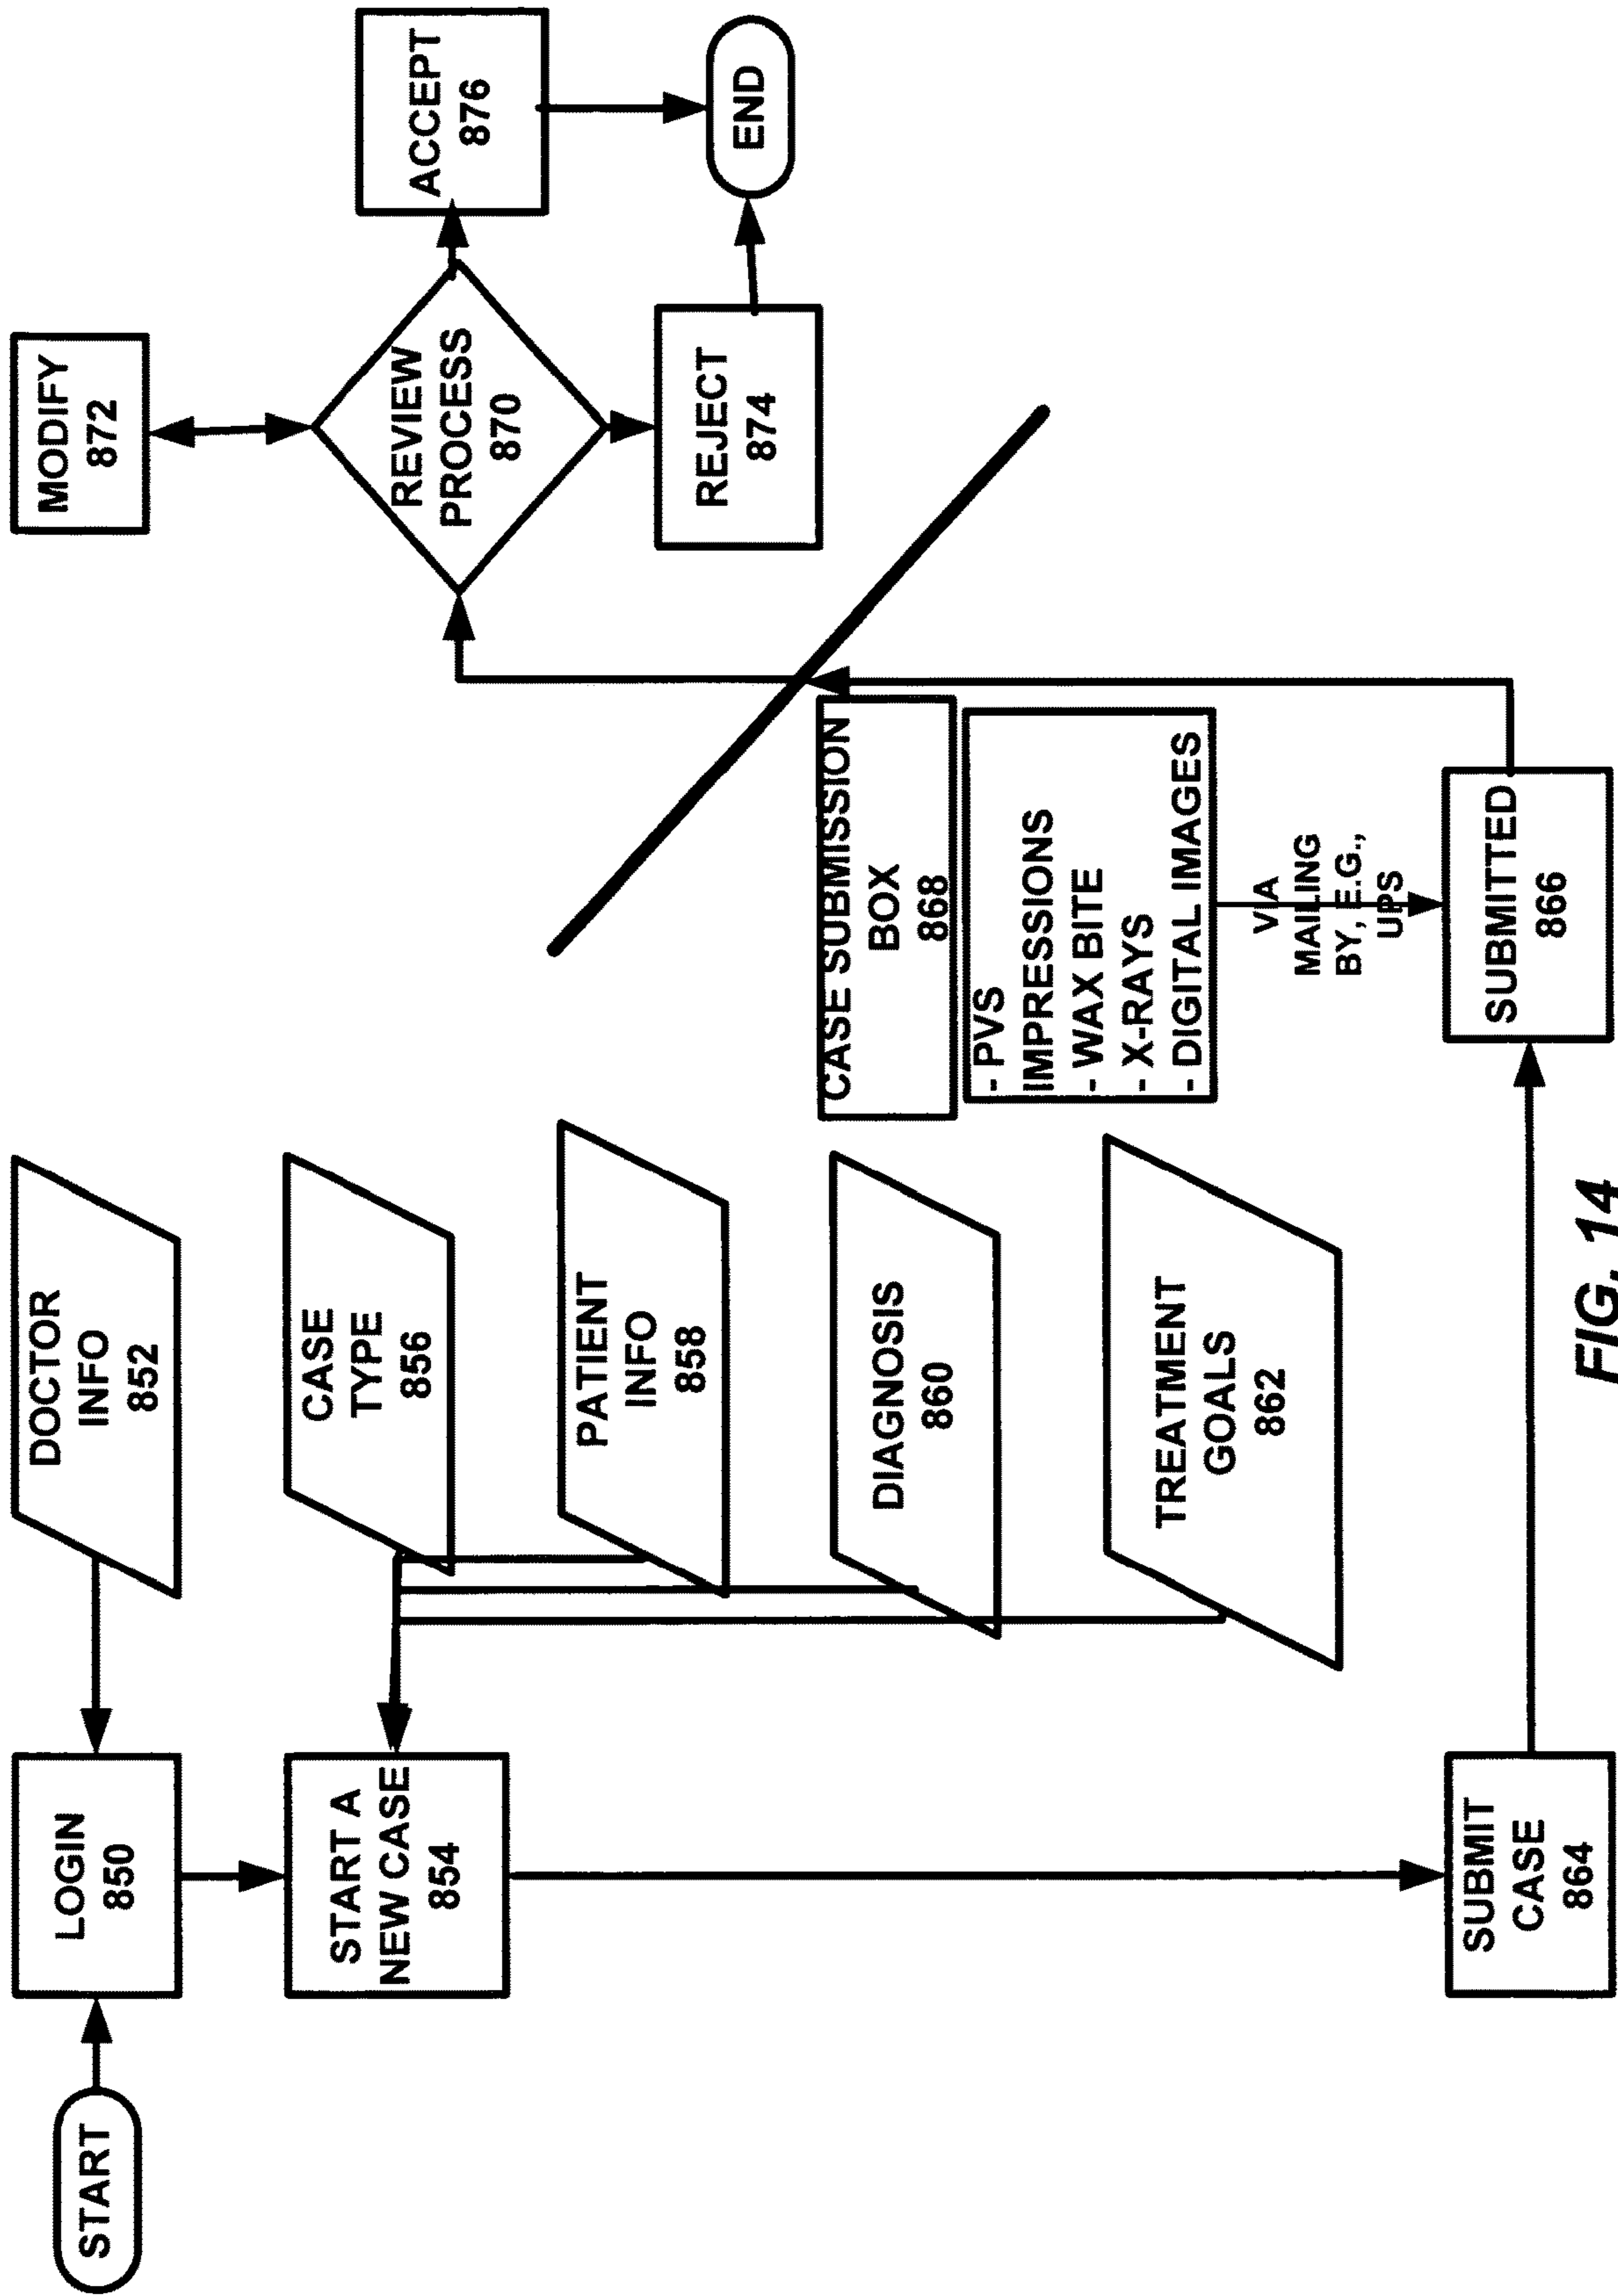 START
LOGIN
850
DOCTOR
INFO
852
START A
NEW CASE
854
CASE
TYPE
856
PATIENT
INFO
858
DIAGNOSIS
860
TREATMENT
GOALS
862
SUBMIT
CASE
864
CASE SUBMISSION
BOX
868
- PVS
IMPRESSIONS
- WAX BITE
- X-RAYS
- DIGITAL IMAGES
VIA
MAILING
BY, E.G.,
UPS
SUBMITTED
866
MODIFY
872
REVIEW
PROCESS
870
REJECT
874
ACCEPT
876
END
FIG. 14